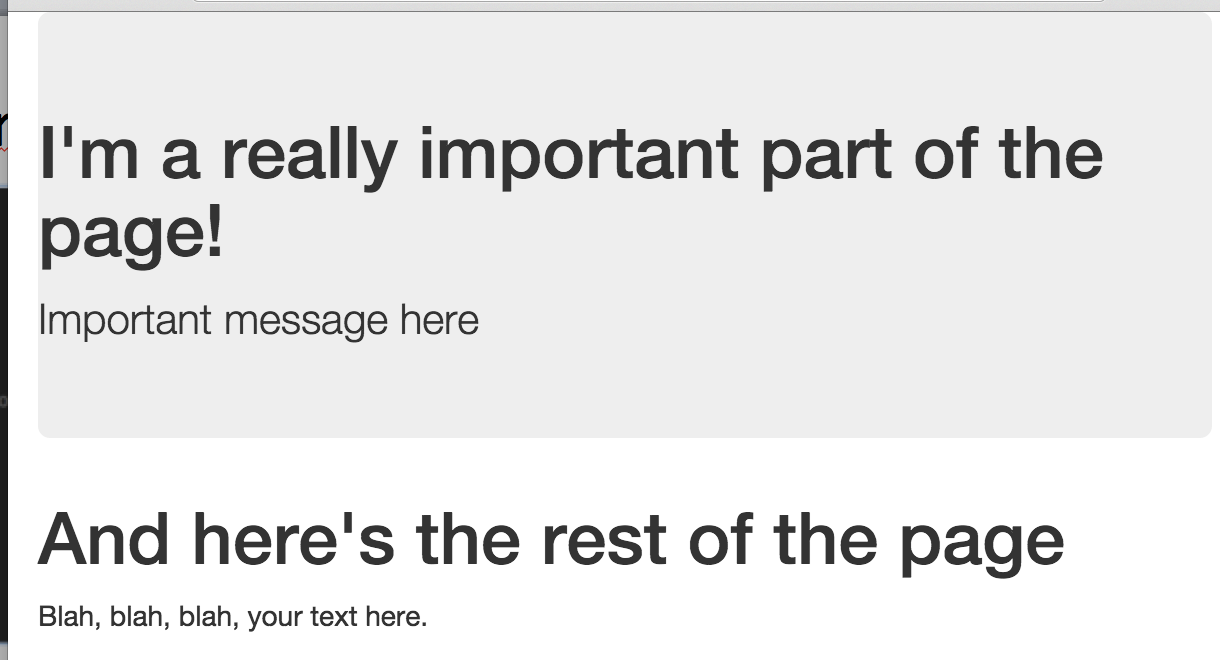 I'm a really important part of the
page!
Important message here
And here's the rest of the page
Blah, blah, blah, your text here.